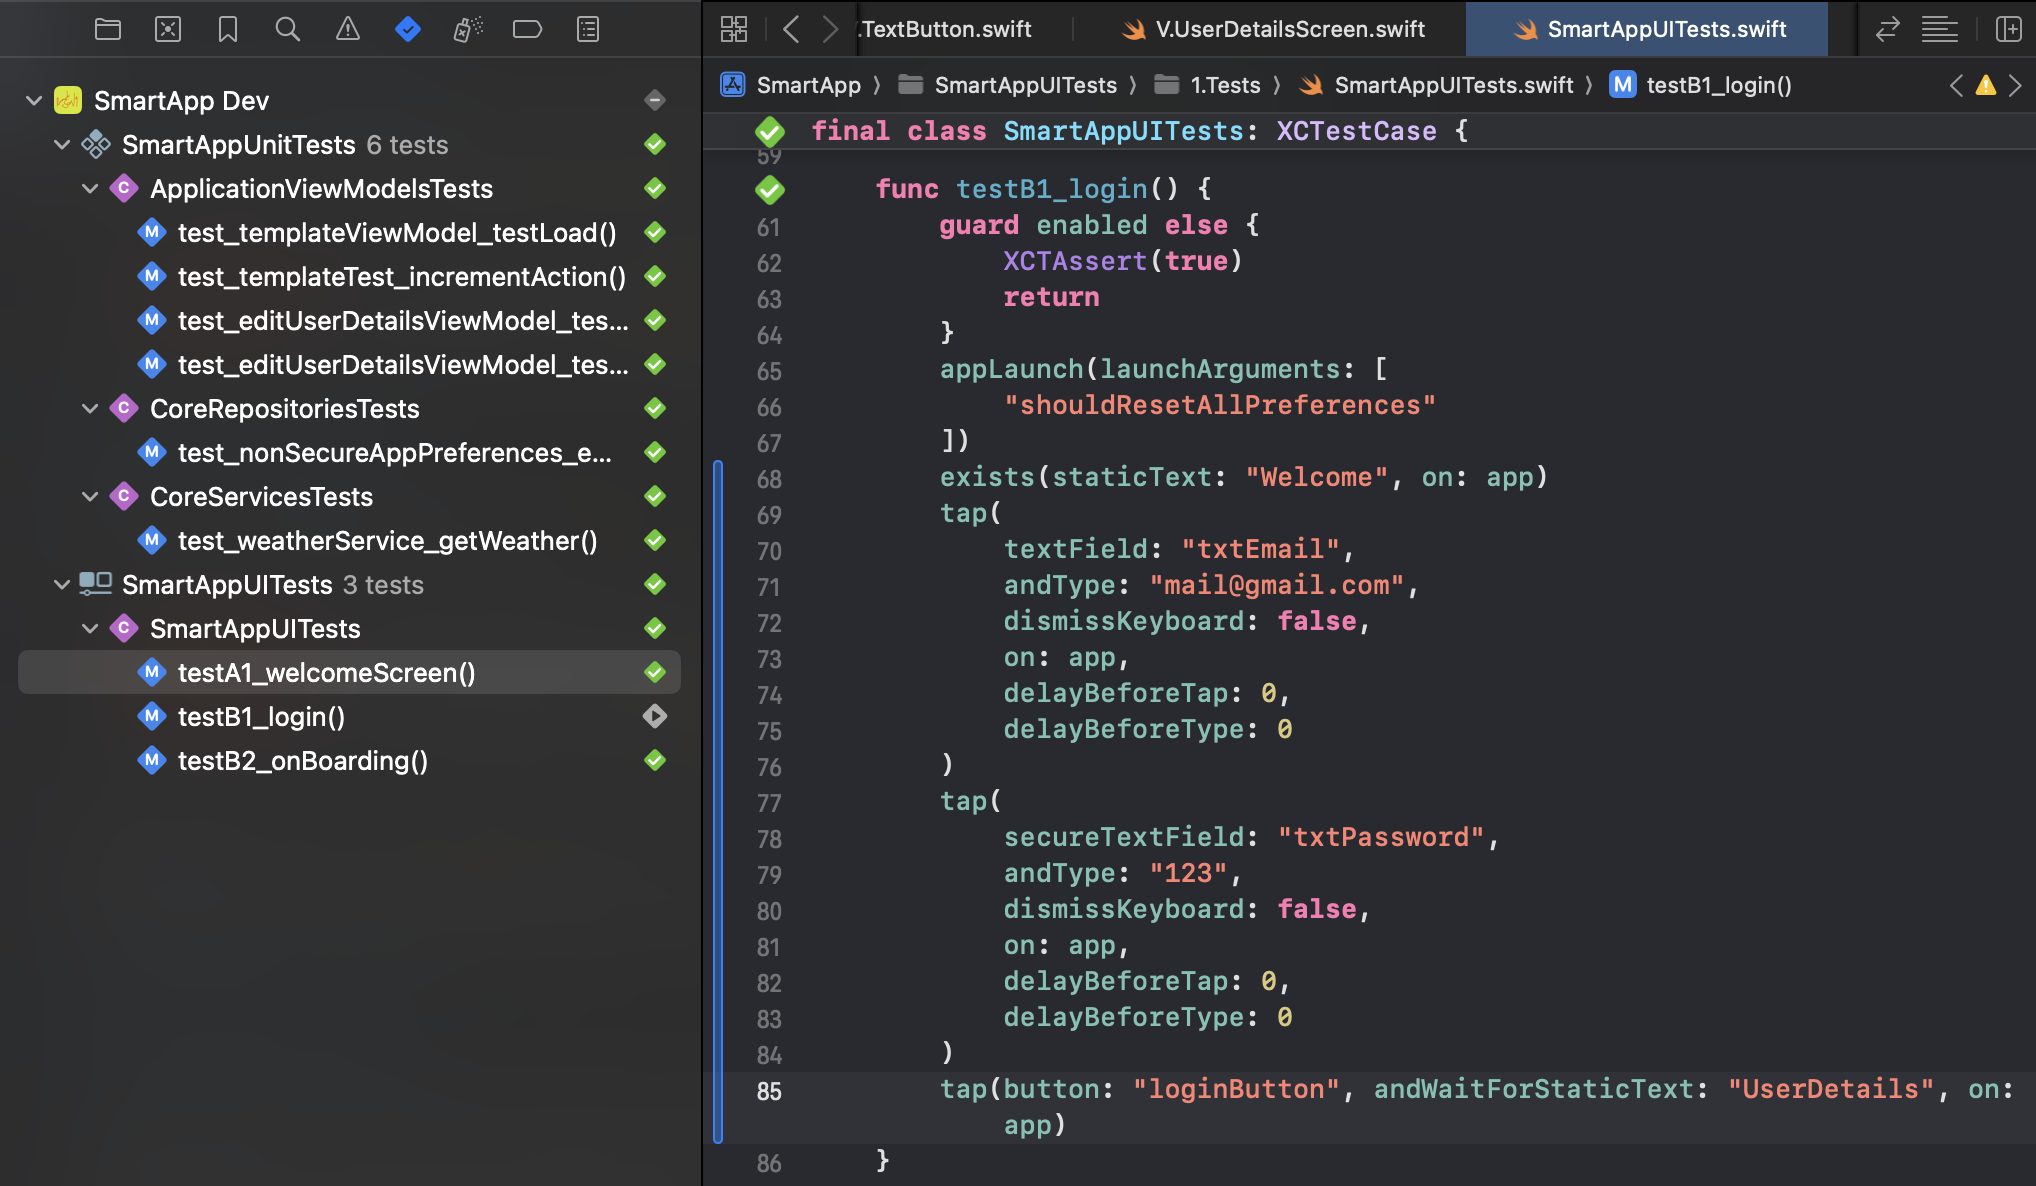 SmartApp Dev
SmartAppUnitTests 6 tests
ApplicationViewModelsTests
test_templateViewModel_testLoad()
test_templateTest_incrementAction()
test_editUserDetailsViewModel_tes...
test_editUserDetailsViewModel_tes...
CoreRepositoriesTests
test_nonSecureAppPreferences_e...
CoreServicesTests
test_weatherService_getWeather()
SmartAppUITests 3 tests
SmartAppUITests
testA1_welcomeScreen()
testB1_login()
testB2_onBoarding()
.TextButton.swift V.UserDetailsScreen.swift SmartAppUITests.swift
SmartApp SmartAppUITests 1.Tests SmartAppUITests.swift M testB1_login()
final class SmartAppUITests: XCTestCase {
59
func testB1_login() {
61 guard enabled else {
62 XCTAssert(true)
63 return
64 }
65 appLaunch(launchArguments: [
66 "shouldResetAllPreferences"
67 ])
68 exists(staticText: "Welcome", on: app)
69 tap(
70 textField: "txtEmail",
71 andType: "mail@gmail.com",
72 dismissKeyboard: false,
73 on: app,
74 delayBeforeTap: 0,
75 delayBeforeType: 0
76 )
77 tap(
78 secureTextField: "txtPassword",
79 andType: "123",
80 dismissKeyboard: false,
81 on: app,
82 delayBeforeTap: 0,
83 delayBeforeType: 0
84 )
85 tap(button: "loginButton", andWaitForStaticText: "UserDetails", on:
app)
86 }